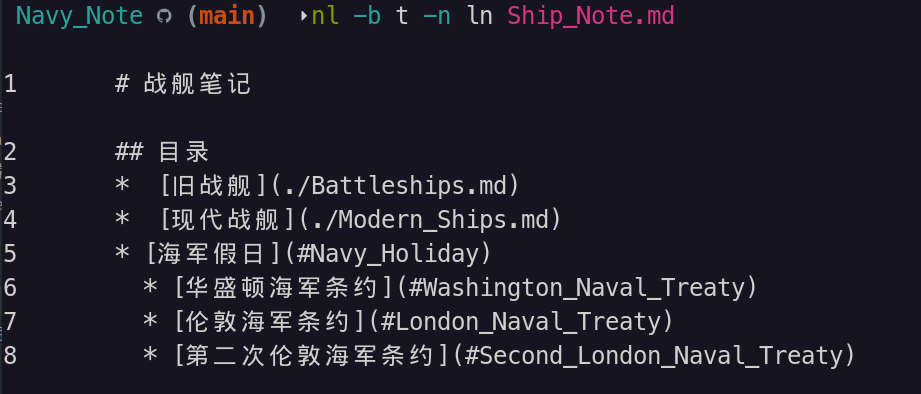 Navy_Note (main) nl -b t -n ln Ship_Note.md
1 # 战舰笔记
2 ## 目录
3 *  [旧战舰](./Battleships.md)
4 *  [现代战舰](./Modern_Ships.md)
5 * [海军假日](#Navy_Holiday)
6   * [华盛顿海军条约](#Washington_Naval_Treaty)
7   * [伦敦海军条约](#London_Naval_Treaty)
8   * [第二次伦敦海军条约](#Second_London_Naval_Treaty)